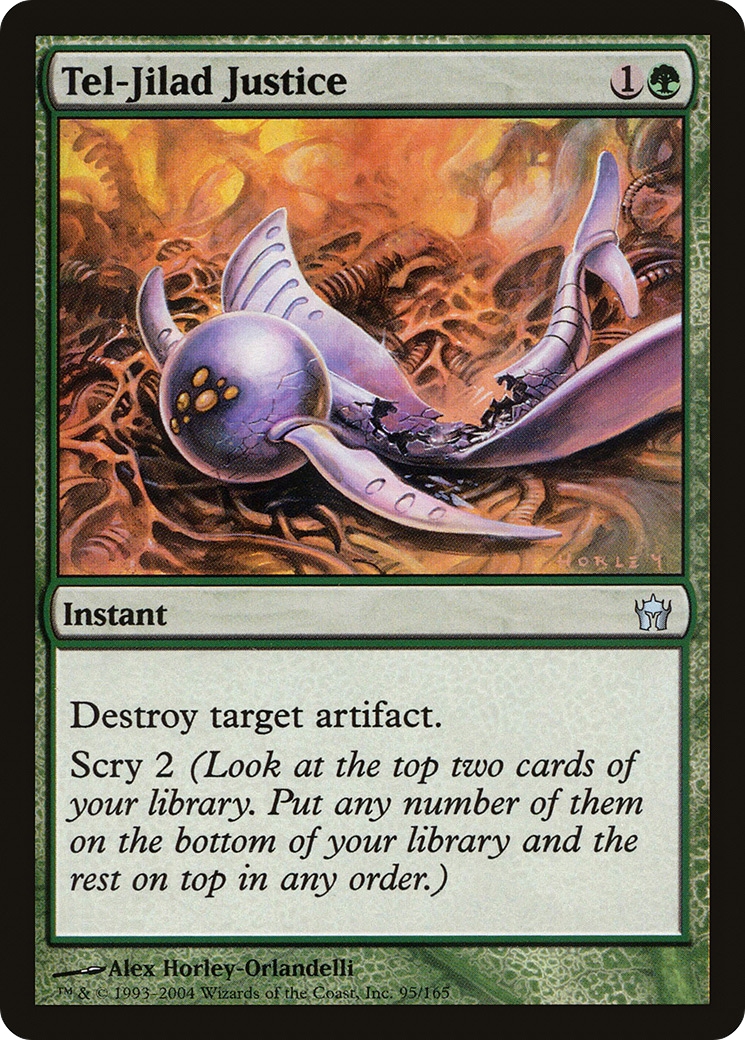 Tel-Jilad Justice 1
HORLEY
Instant
Destroy target artifact.
Scry 2 (Look at the top two cards of
your library. Put any number of them
on the bottom of your library and the
rest on top in any order.)
Alex Horley-Orlandelli
™ & © 1993–2004 Wizards of the Coast, Inc. 95/165